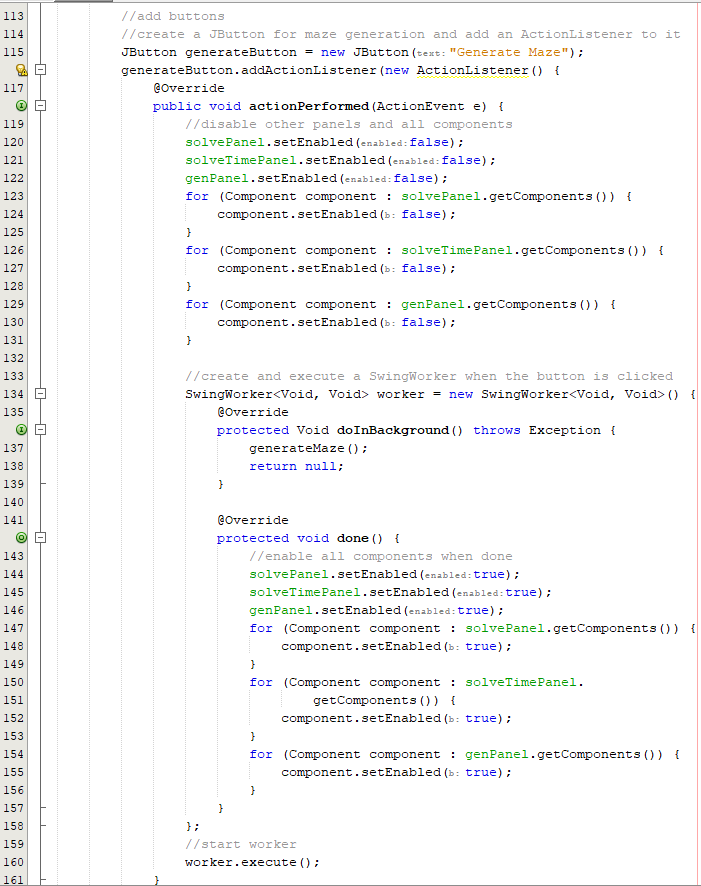 113 //add buttons
114 //create a JButton for maze generation and add an ActionListener to it
115 JButton generateButton = new JButton(text: "Generate Maze");
generateButton.addActionListener(new ActionListener() {
117 @Override
public void actionPerformed(ActionEvent e) {
119 //disable other panels and all components
120 solvePanel.setEnabled(enabled: false);
121 solveTimePanel.setEnabled(enabled: false);
122 genPanel.setEnabled(enabled: false);
123 for (Component component : solvePanel.getComponents()) {
124 component.setEnabled(b: false);
125 }
126 for (Component component : solveTimePanel.getComponents()) {
127 component.setEnabled(b: false);
128 }
129 for (Component component : genPanel.getComponents()) {
130 component.setEnabled(b: false);
131 }
132
133 //create and execute a SwingWorker when the button is clicked
134 SwingWorker<Void, Void> worker = new SwingWorker<Void, Void>() {
135 @Override
protected Void doInBackground() throws Exception {
137 generateMaze();
138 return null;
139 }
140
141 @Override
protected void done() {
143 //enable all components when done
144 solvePanel.setEnabled(enabled: true);
145 solveTimePanel.setEnabled(enabled: true);
146 genPanel.setEnabled(enabled: true);
147 for (Component component : solvePanel.getComponents()) {
148 component.setEnabled(b: true);
149 }
150 for (Component component : solveTimePanel.
151 getComponents()) {
152 component.setEnabled(b: true);
153 }
154 for (Component component : genPanel.getComponents()) {
155 component.setEnabled(b: true);
156 }
157 }
158 };
159 //start worker
160 worker.execute();
161 }